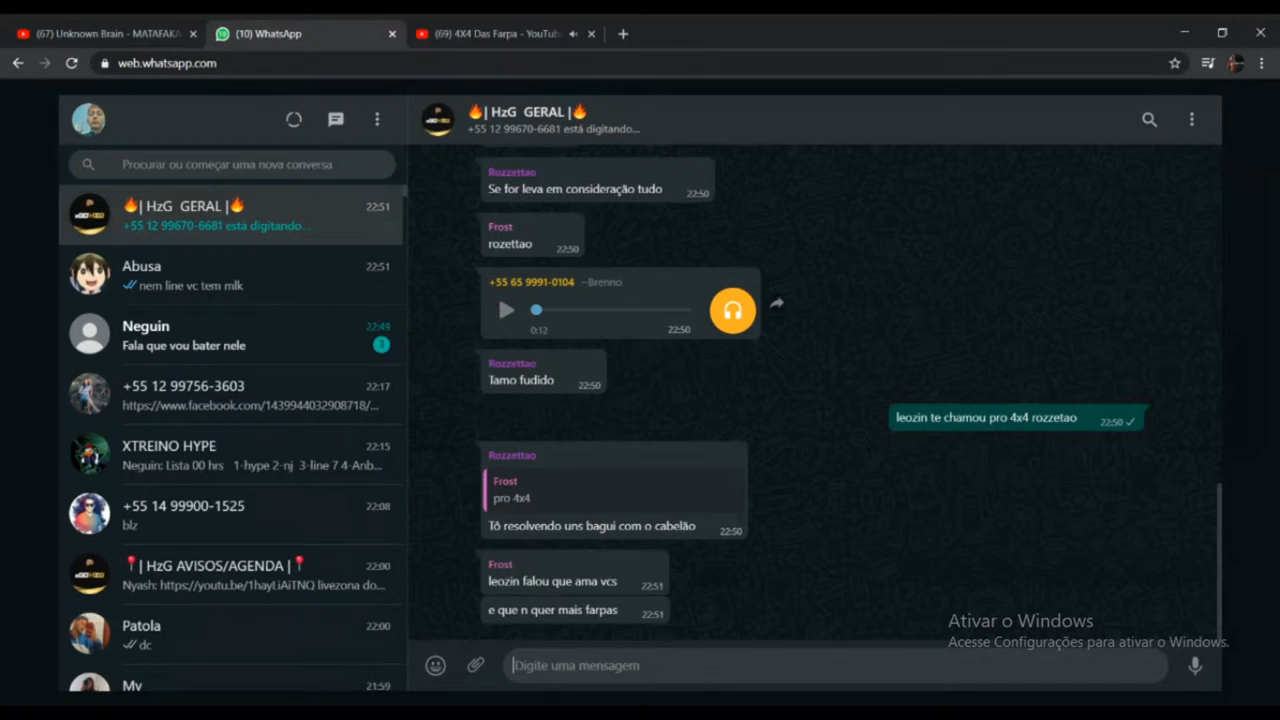 (67) Unknown Brain - MATAFAKA
(10) WhatsApp
(69) 4X4 Das Farpa - YouTub
web.whatsapp.com
Procurar ou começar uma nova conversa
🔥| HzG GERAL |🔥
22:51
+55 12 99670-6681 está digitando...
Abusa
22:51
nem line vc tem mlk
Neguin
22:49
Fala que vou bater nele
3
+55 12 99756-3603
22:17
https://www.facebook.com/1439944032908718/...
XTREINO HYPE
22:15
Neguin: Lista 00 hrs 1-hype 2-nj 3-line 7 4-Anb...
+55 14 99900-1525
22:08
blz
📍| HzG AVISOS/AGENDA |📍
22:00
Nyash: https://youtu.be/1hayLiAiTNQ livezona do...
Patola
22:00
dc
My
21:59
🔥| HzG GERAL |🔥
+55 12 99670-6681 está digitando...
Rozzettao
Se for leva em consideração tudo
22:50
Frost
rozettao
22:50
+55 65 9991-0104 ~Brenno
0:12
22:50
Rozzettao
Tamo fudido
22:50
leozin te chamou pro 4x4 rozzetao
22:50
Rozzettao
Frost
pro 4x4
Tô resolvendo uns bagui com o cabelão
22:50
Frost
leozin falou que ama vcs
22:51
e que n quer mais farpas
22:51
Ativar o Windows
Acesse Configurações para ativar o Windows.
Digite uma mensagem